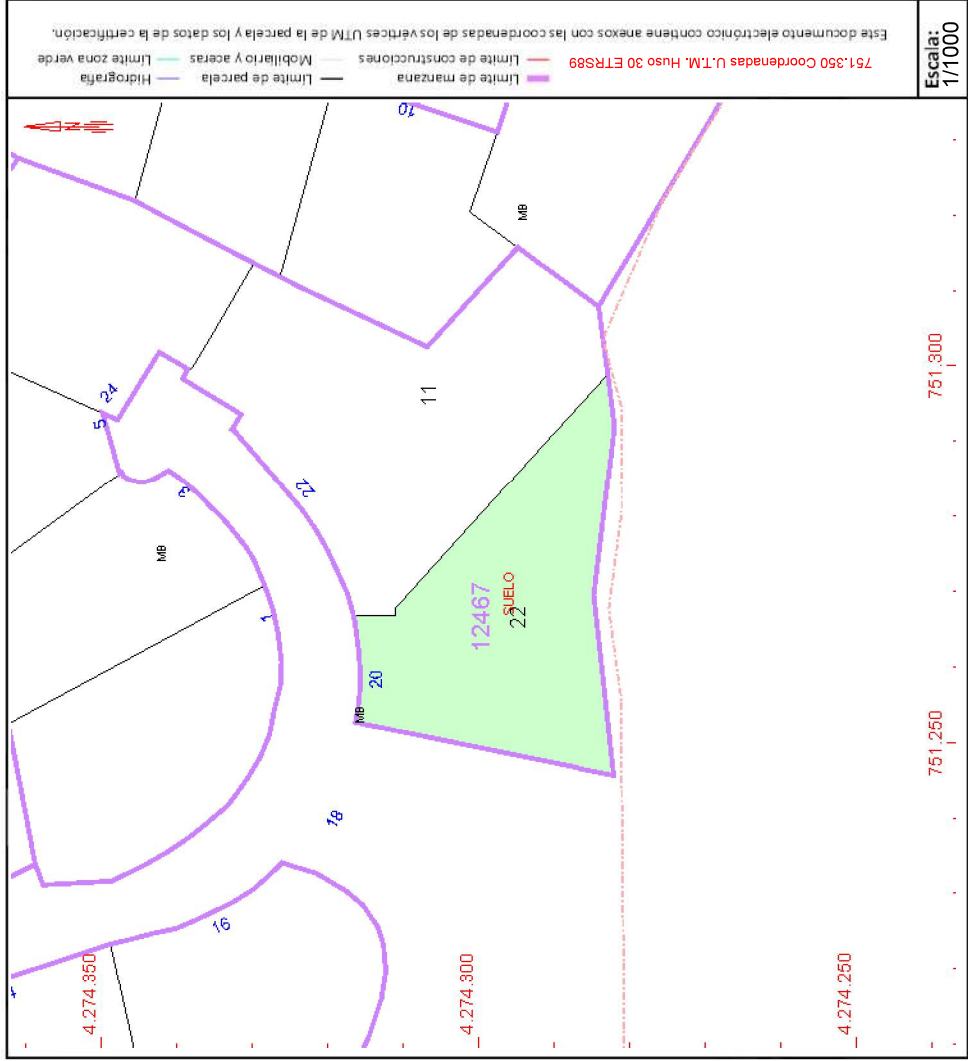 Este documento electrónico contiene anexos con las coordenadas de los vértices UTM de la parcela y los datos de la certificación.
751.350 Coordenadas U.T.M. Huso 30 ETRS89
Límite de manzana
Límite de construcciones
Límite de parcela
Mobiliario y aceras
Hidrografía
Límite zona verde
Escala:
1/1000
10
MB
24
5
3
22
11
MB
1
12467
SUELO
22
20
MB
18
16
4.274.350
4.274.300
4.274.250
751.300
751.250